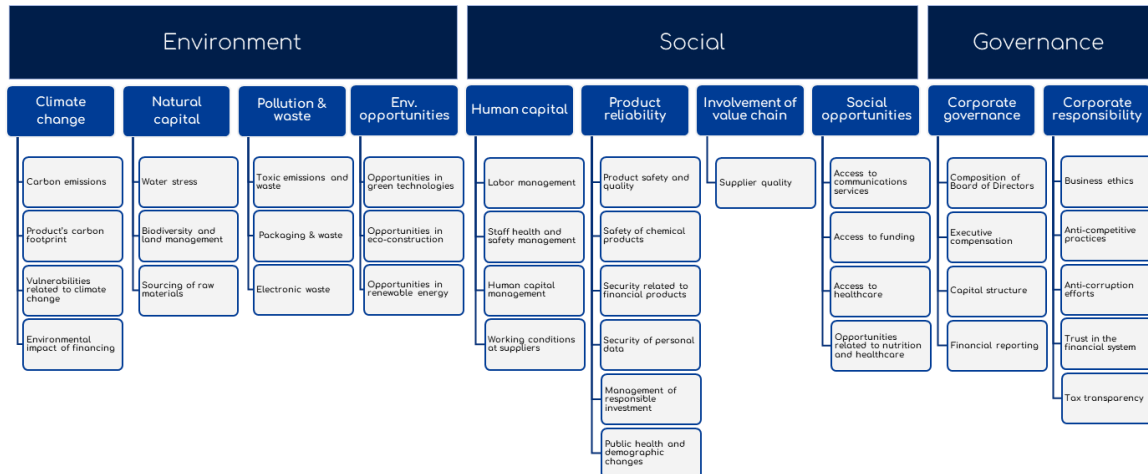 Environment
Social
Governance
Climate
change
Natural
capital
Pollution &
waste
Env.
opportunities
Human capital
Product
reliability
Involvement of
value chain
Social
opportunities
Corporate
governance
Corporate
responsibility
Carbon emissions
Product's carbon
footprint
Vulnerabilities
related to climate
change
Environmental
impact of financing
Water stress
Biodiversity and
land management
Sourcing of raw
materials
Toxic emissions and
waste
Packaging & waste
Electronic waste
Opportunities in
green technologies
Opportunities in
eco-construction
Opportunities in
renewable energy
Labor management
Staff health and
safety management
Human capital
management
Working conditions
at suppliers
Product safety and
quality
Safety of chemical
products
Security related to
financial products
Security of personal
data
Management of
responsible
investment
Public health and
demographic
changes
Supplier quality
Access to
communications
services
Access to funding
Access to
healthcare
Opportunities
related to nutrition
and healthcare
Composition of
Board of Directors
Executive
compensation
Capital structure
Financial reporting
Business ethics
Anti-competitive
practices
Anti-corruption
efforts
Trust in the
financial system
Tax transparency